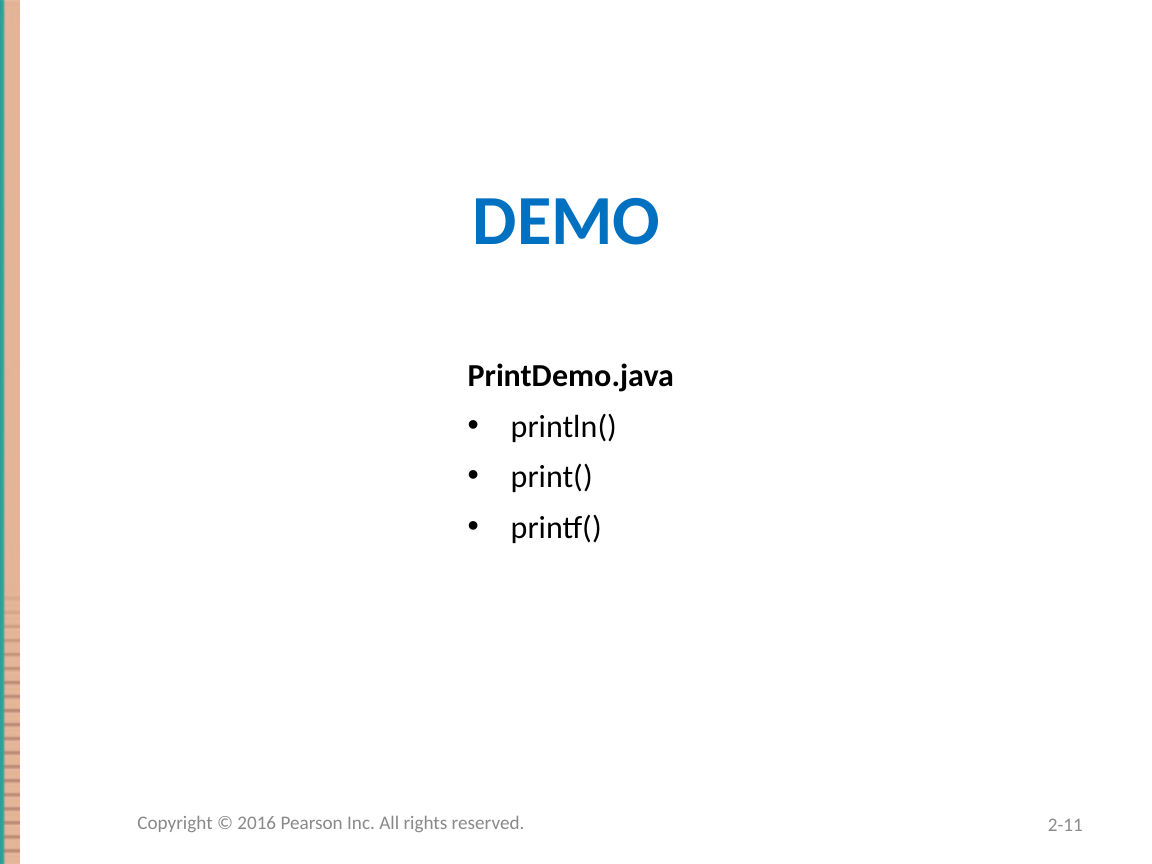 DEMO
PrintDemo.java
• println()
• print()
• printf()
Copyright © 2016 Pearson Inc. All rights reserved.
2-11